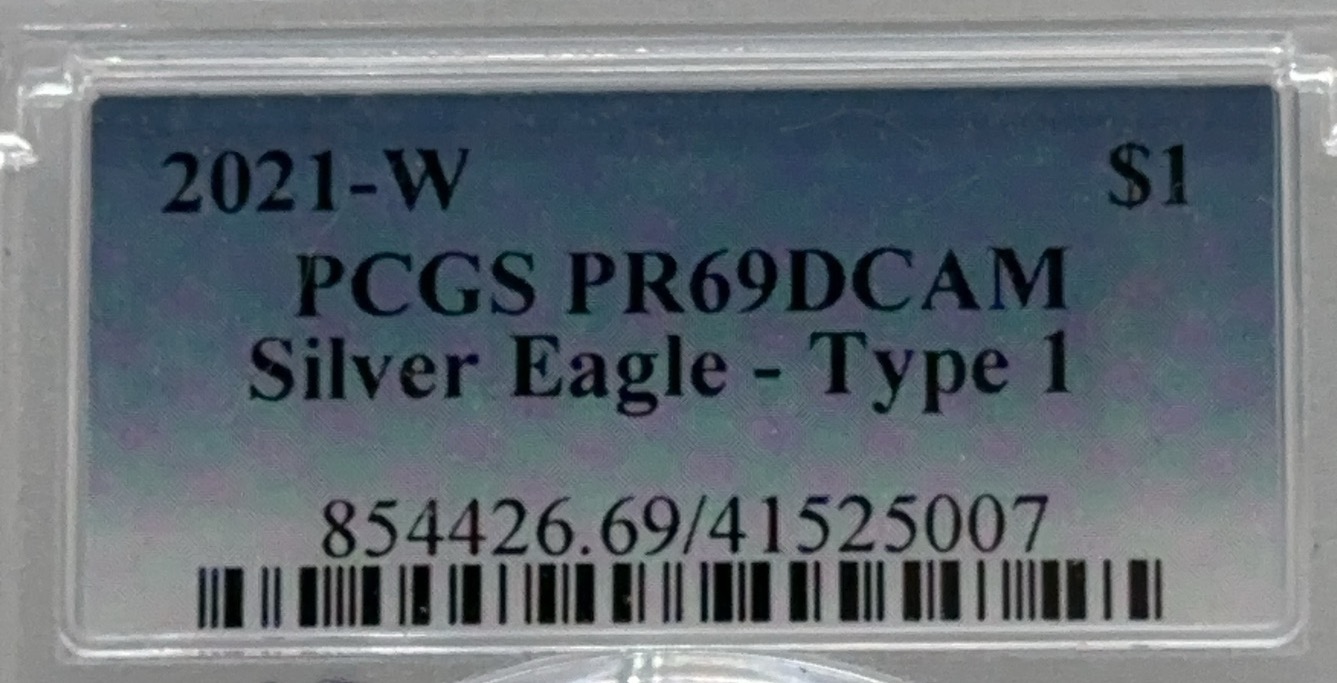 2021-W $1
PCGS PR69DCAM
Silver Eagle - Type 1
854426.69/41525007